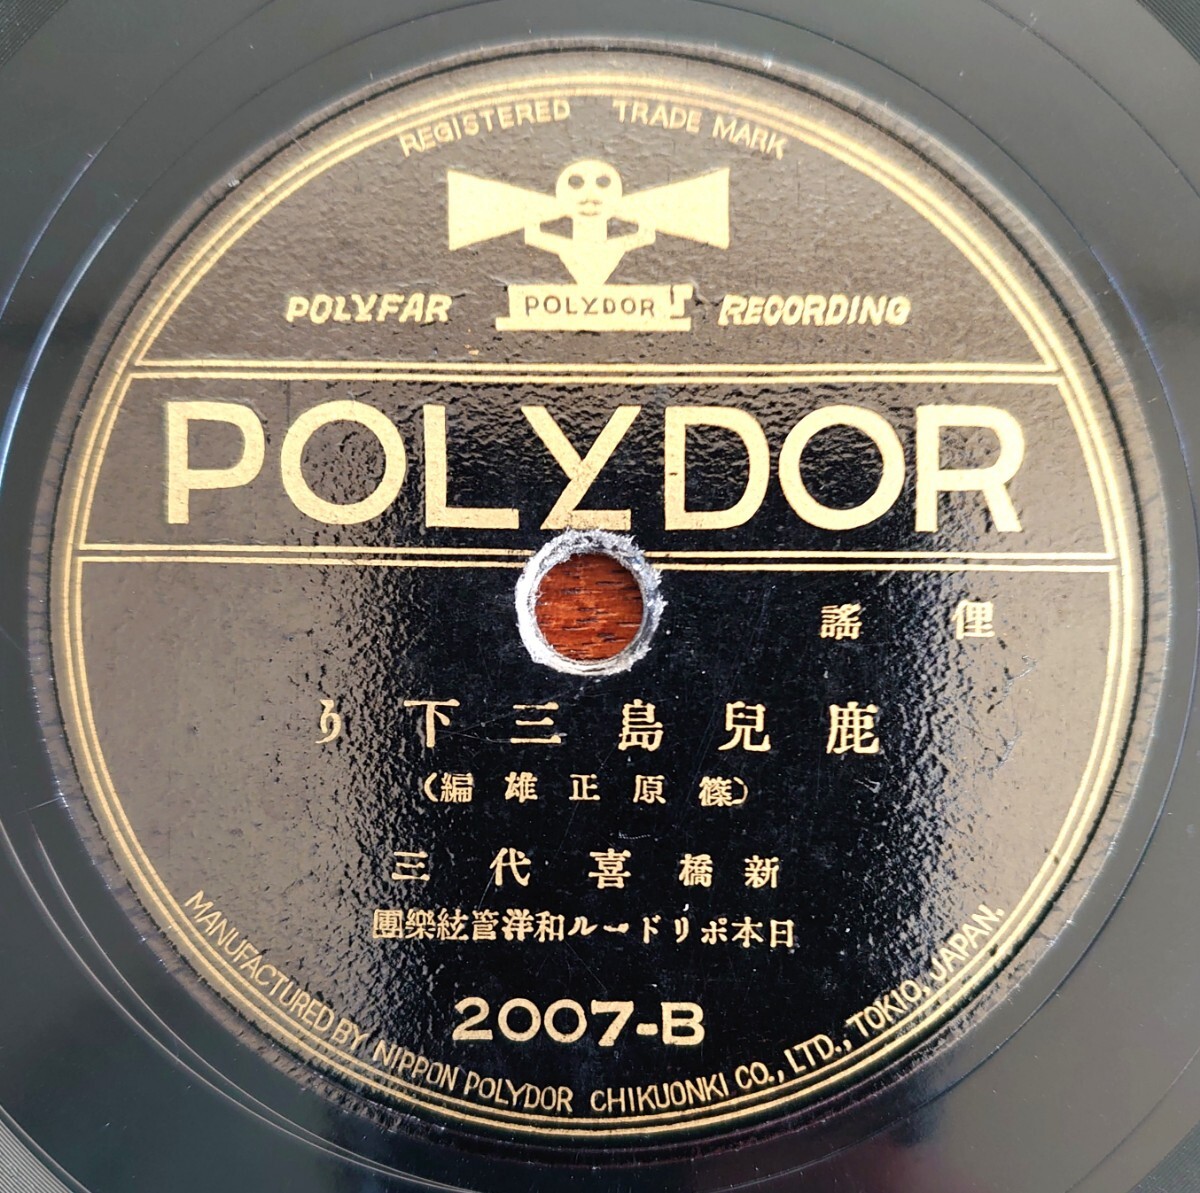 REGISTERED TRADE MARK
POLYFAR POLYDOR RECORDING
POLYDOR
俚謠
鹿兒島三下り
(篠原正雄編)
新橋喜代三
日本ポリドール和洋管絃樂團
2007-B
MANUFACTURED BY NIPPON POLYDOR CHIKUONKI CO., LTD., TOKIO, JAPAN.